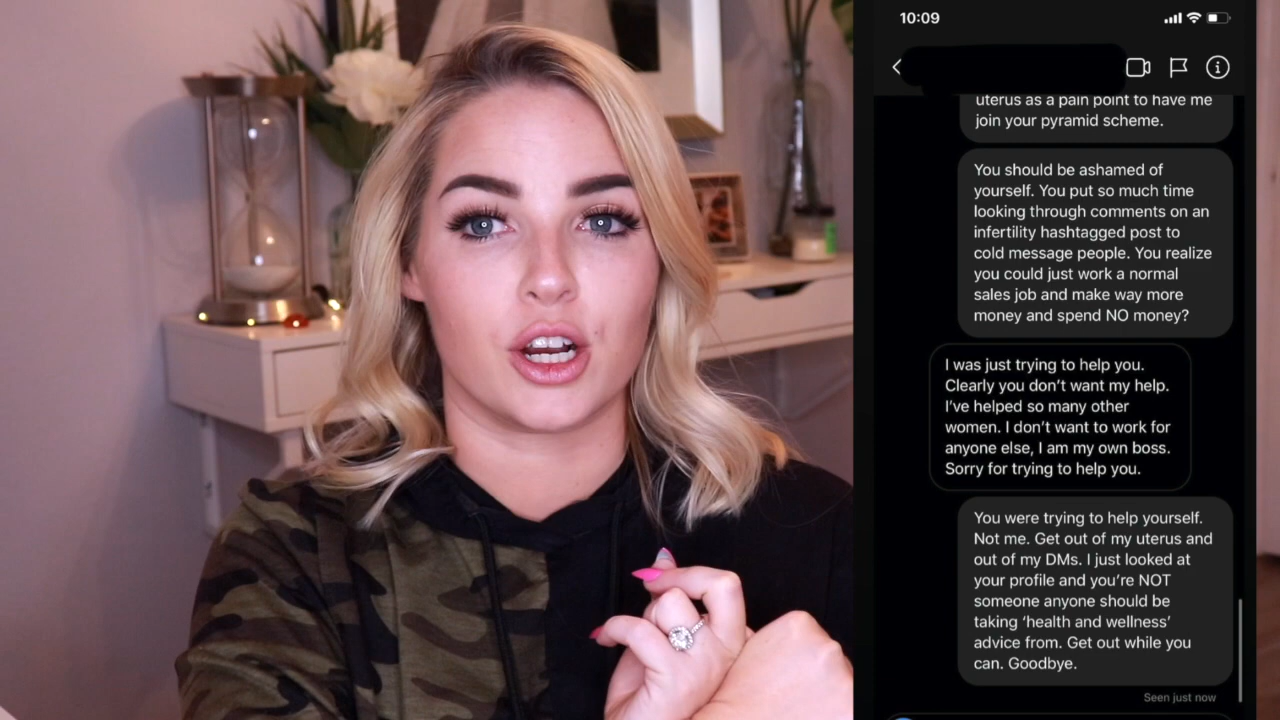 10:09
uterus as a pain point to have me
join your pyramid scheme.
You should be ashamed of
yourself. You put so much time
looking through comments on an
infertility hashtagged post to
cold message people. You realize
you could just work a normal
sales job and make way more
money and spend NO money?
I was just trying to help you.
Clearly you don't want my help.
I've helped so many other
women. I don't want to work for
anyone else, I am my own boss.
Sorry for trying to help you.
You were trying to help yourself.
Not me. Get out of my uterus and
out of my DMs. I just looked at
your profile and you're NOT
someone anyone should be
taking ‘health and wellness’
advice from. Get out while you
can. Goodbye.
Seen just now